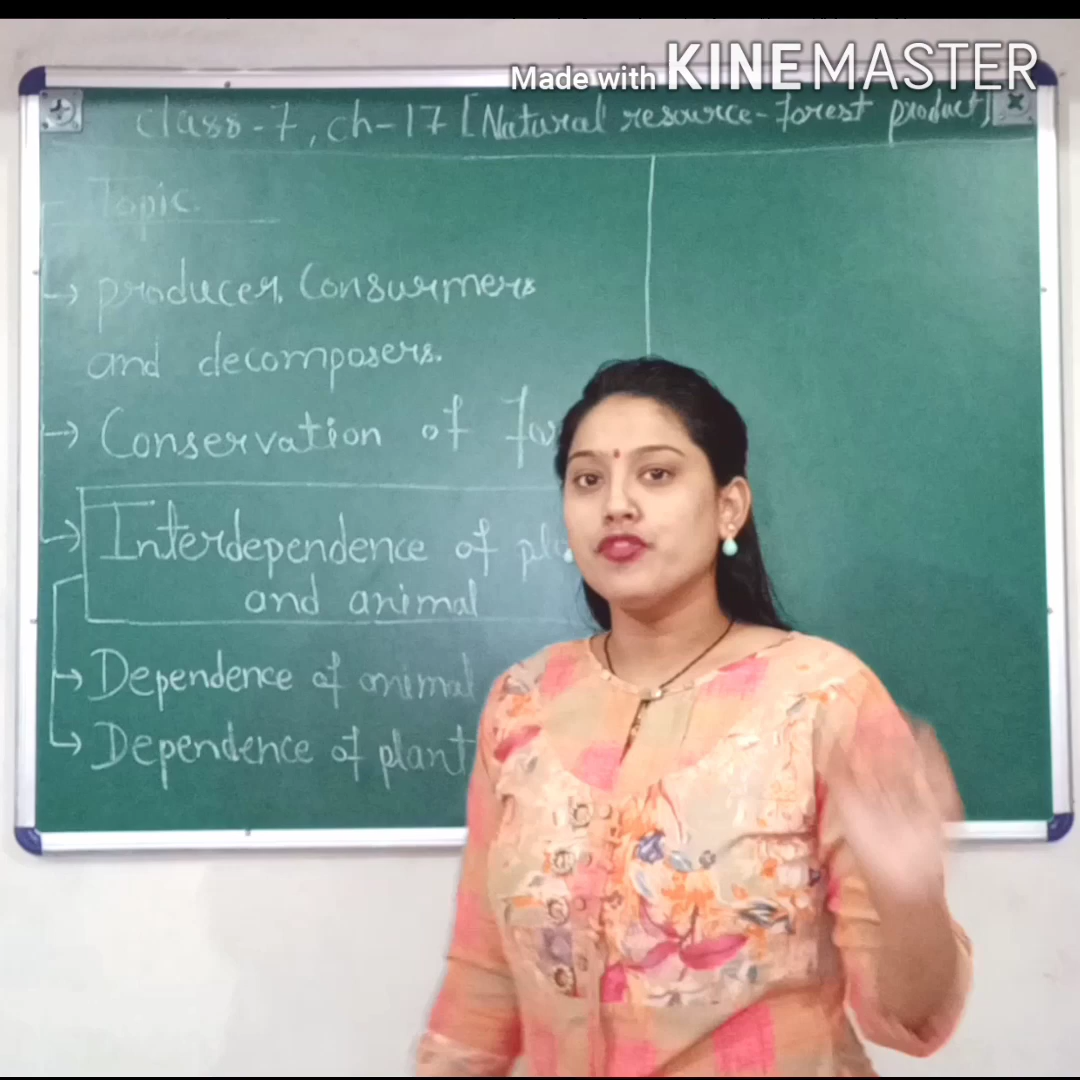 Made with KINEMASTER
Class-7, ch-17 [Natural resource-Forest product]
Topic.
→ producer, Consurmers
and decomposers.
→ Conservation of
→ Interdependence of
and animal
→ Dependence of animal
→ Dependence of plant